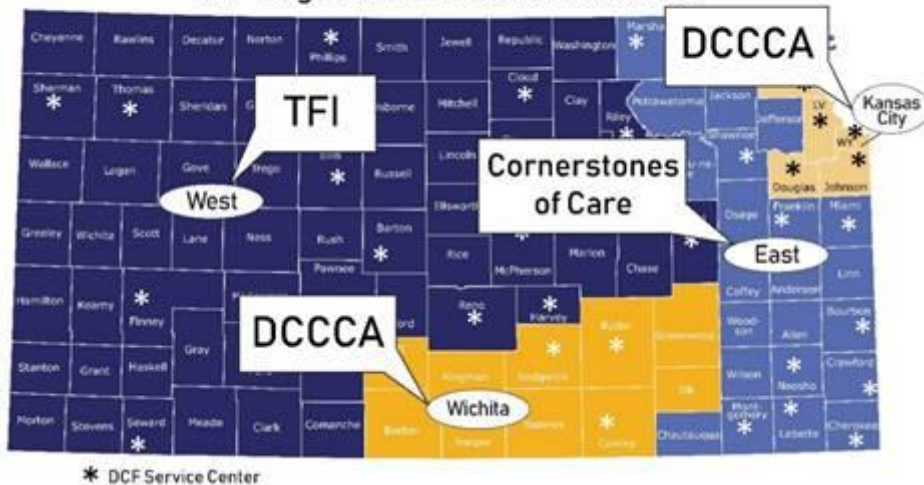 Marshall
DCCCA
Cheyenne
Rawlins
Decatur
Norton
Phillips
Smith
Jewell
Republic
Washington
Cloud
Sherman
Thomas
Sheridan
TFI
Mitchell
Clay
Riley
Pottawatomie
Jackson
Jefferson
LV
Kansas
City
WY
Wallace
Logan
Gove
Trego
Ellis
Russell
Lincoln
Cornerstones
of Care
Douglas
Johnson
West
Ellsworth
Osage
Franklin
Miami
Greeley
Wichita
Scott
Lane
Ness
Rush
Barton
Rice
McPherson
Marion
Chase
East
Pawnee
Coffey
Anderson
Linn
Hamilton
Kearny
Finney
Reno
Harvey
Butler
Greenwood
Wood-
son
Allen
Bourbon
DCCCA
Gray
Stanton
Grant
Haskell
Kingman
Sedgwick
Elk
Wilson
Neosho
Crawford
Morton
Stevens
Seward
Meade
Clark
Comanche
Barber
Harper
Wichita
Sumner
Cowley
Chautauqua
Mont-
gomery
Labette
Cherokee
* DCF Service Center